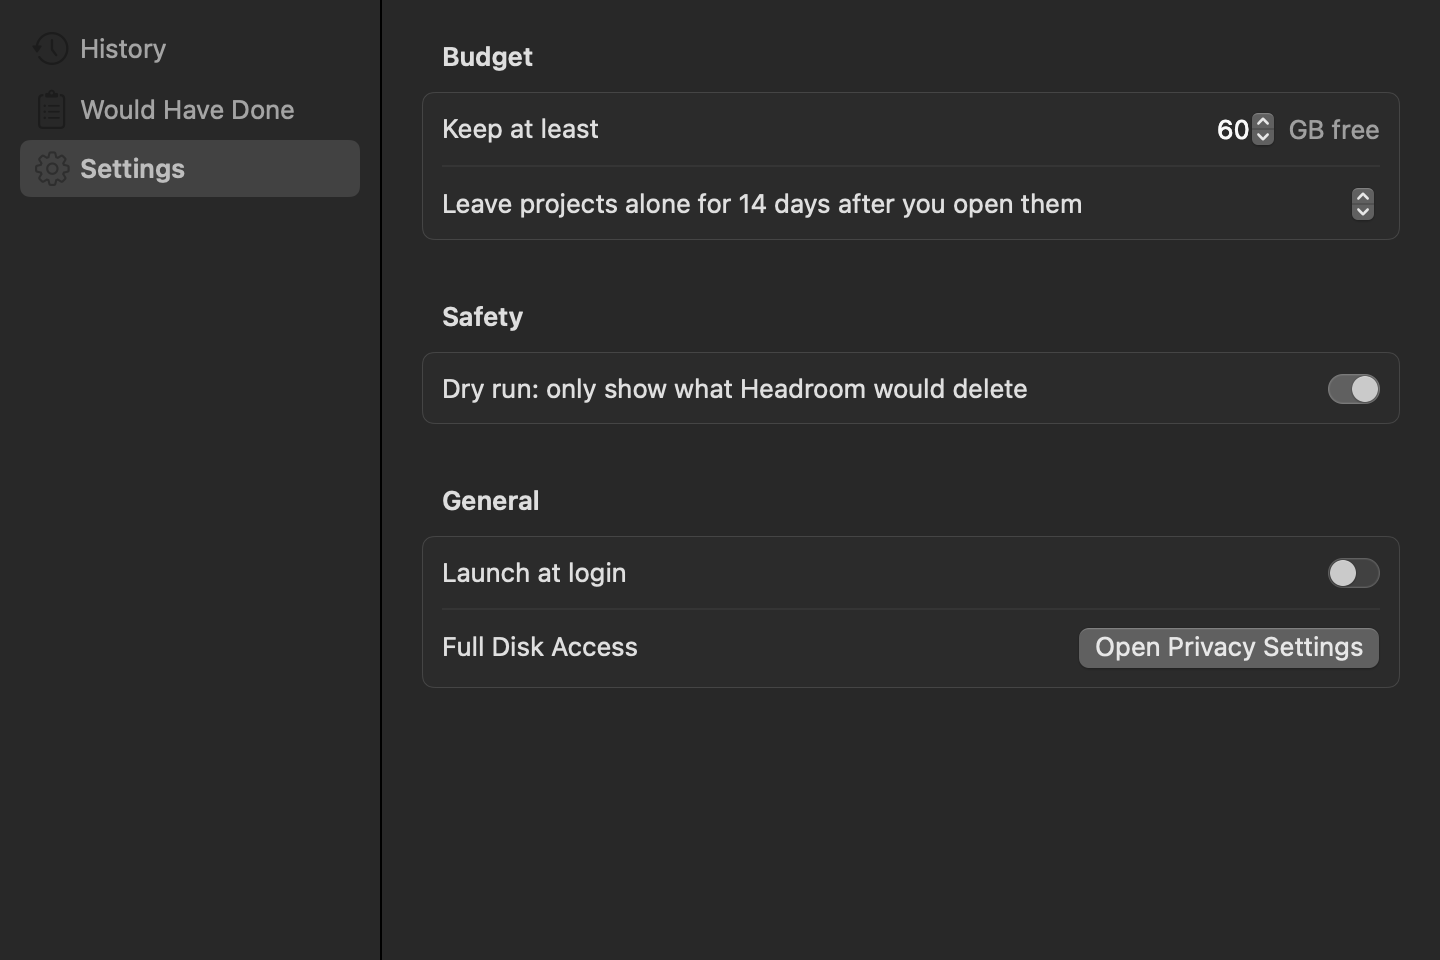 History
Would Have Done
Settings
Budget
Keep at least 60 GB free
Leave projects alone for 14 days after you open them
Safety
Dry run: only show what Headroom would delete
General
Launch at login
Full Disk Access Open Privacy Settings